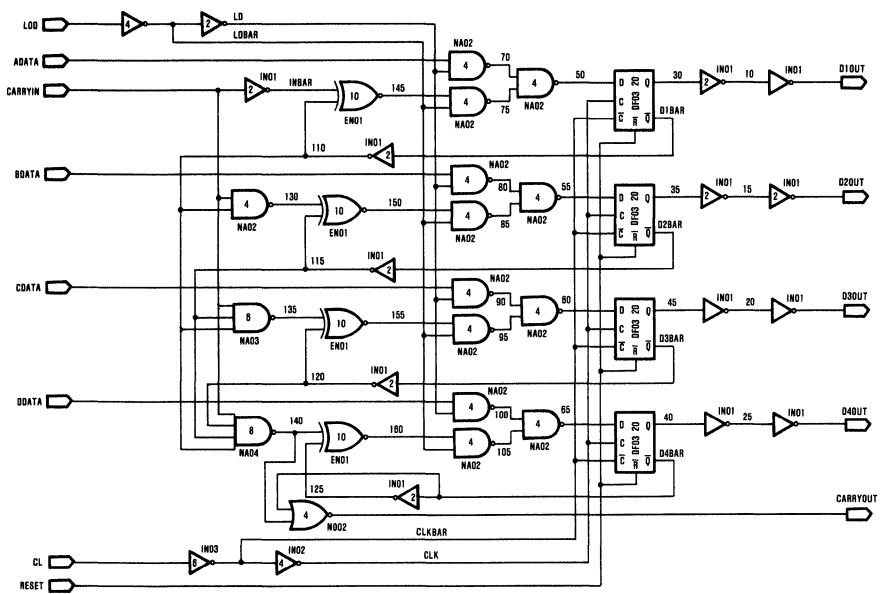 LOD 4 2 LD
LDBAR
ADATA NA02 70
4 4 50 D 20 Q 30 IN01 10 IN01 D1OUT
CARRYIN IN01 INBAR 10 145 NA02 2
2 EN01 4 75 C DF03 D1BAR
NA02 C R Q
110 IN01 2
BDATA NA02
4 80 4 55 D 20 Q 35 IN01 15 IN01 D2OUT
4 130 10 150 4 85 NA02 C DF03 2 2 D2BAR
NA02 EN01 NA02 C R Q
115 IN01 2
CDATA NA02
4 90 4 60 D 20 Q 45 IN01 20 IN01 D3OUT
6 135 10 155 4 95 NA02 C DF03 D3BAR
NA03 EN01 NA02 C R Q
120 IN01 2
DDATA NA02
4 100 4 65 D 20 Q 40 IN01 25 IN01 D4OUT
8 140 10 160 4 105 NA02 C DF03 D4BAR
NA04 EN01 NA02 C R Q
125 IN01 2
4 CARRYOUT
NO02
CLKBAR
CL IN03 6 IN02 4 CLK
RESET